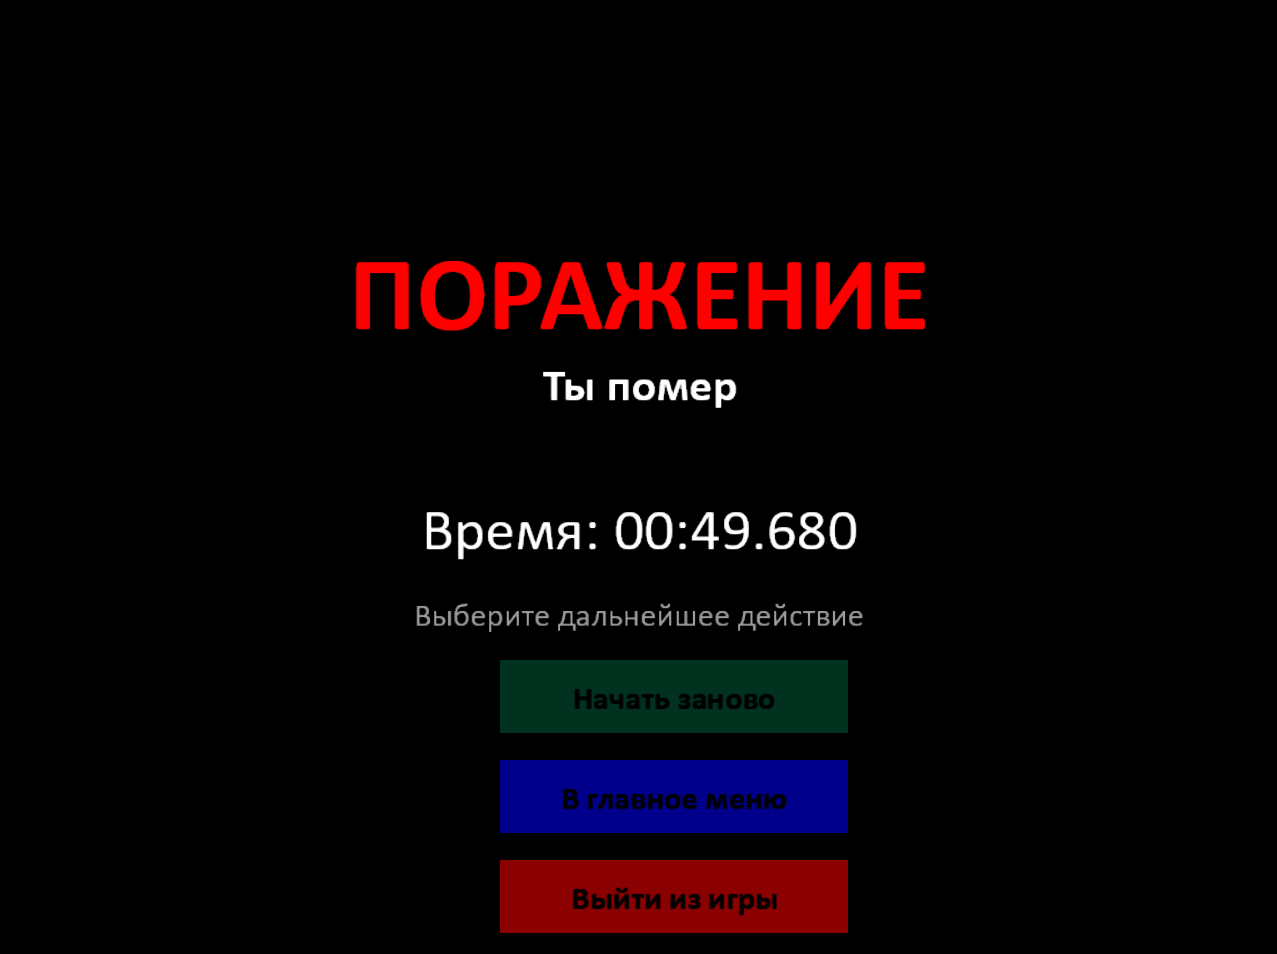 ПОРАЖЕНИЕ
Ты помер
Время: 00:49.680
Выберите дальнейшее действие
Начать заново
В главное меню
Выйти из игры